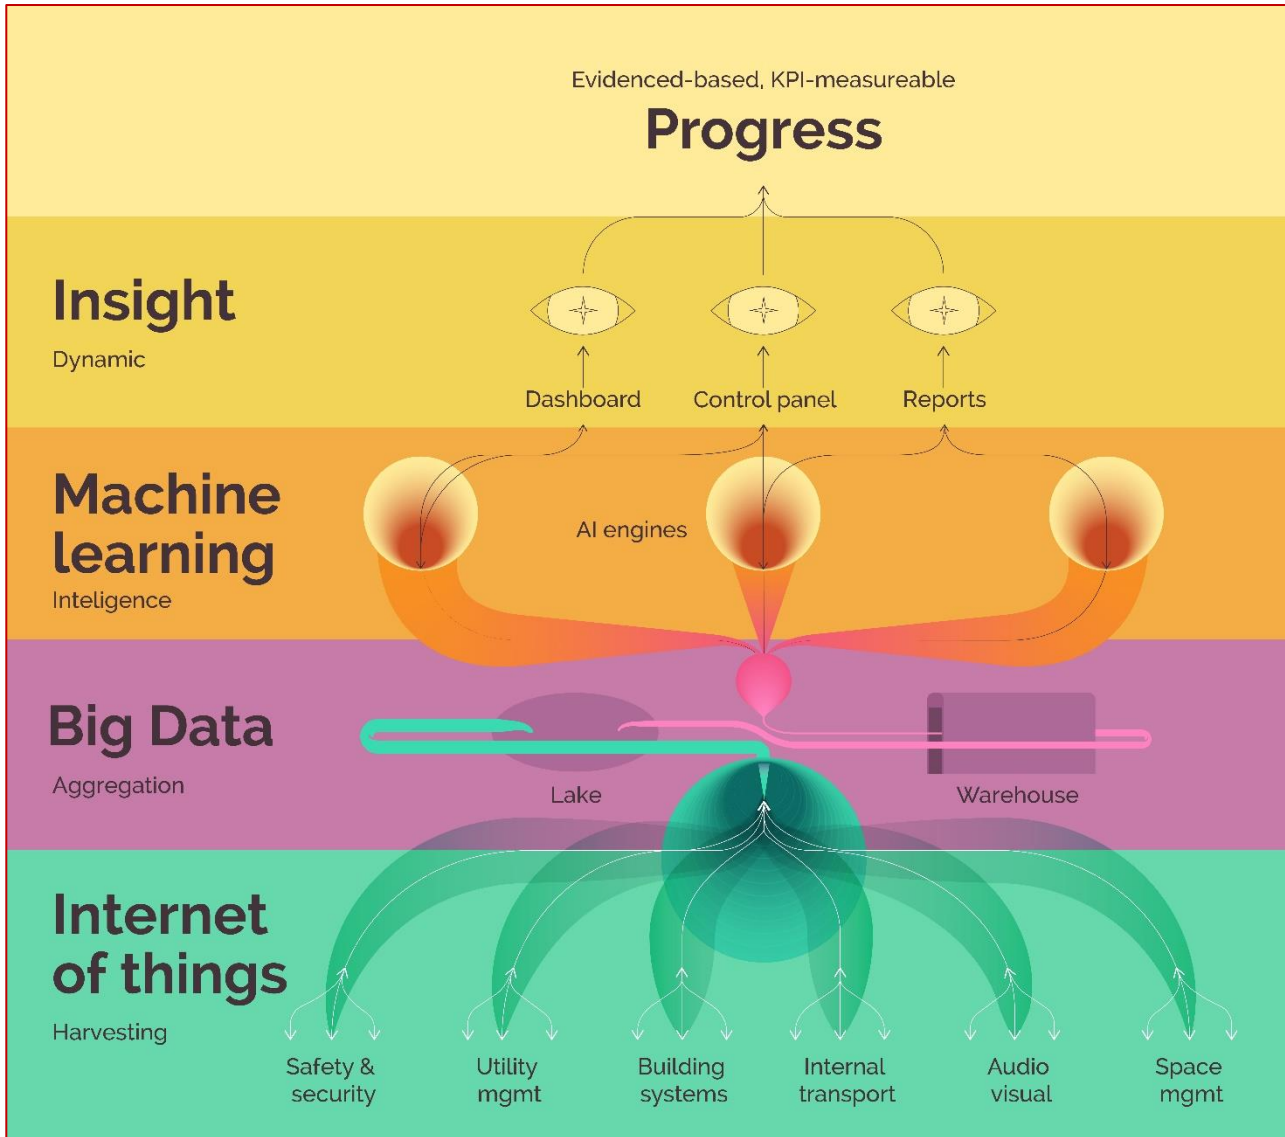 Evidenced-based, KPI-measureable
Progress
Insight
Dynamic
Dashboard
Control panel
Reports
Machine
learning
Inteligence
AI engines
Big Data
Aggregation
Lake
Warehouse
Internet
of things
Harvesting
Safety &
security
Utility
mgmt
Building
systems
Internal
transport
Audio
visual
Space
mgmt